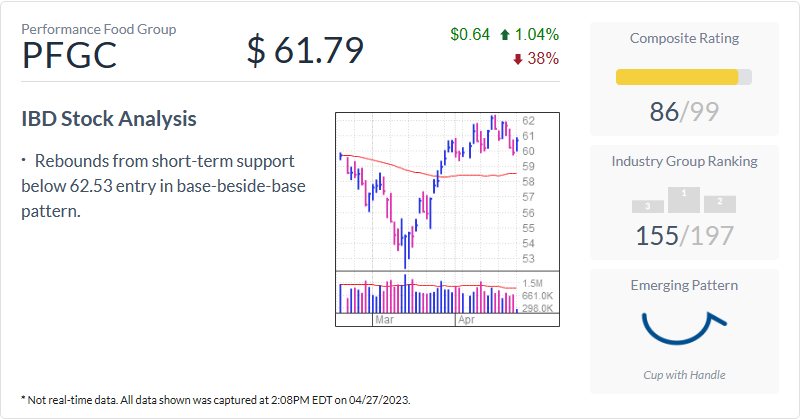 Performance Food Group
PFGC
$ 61.79
$0.64 1.04%
38%
IBD Stock Analysis
· Rebounds from short-term support
below 62.53 entry in base-beside-base
pattern.
62
61
60
59
58
57
56
55
54
53
1.5M
661.0K
298.0K
Mar
Apr
Composite Rating
86/99
Industry Group Ranking
3
1
2
155/197
Emerging Pattern
Cup with Handle
* Not real-time data. All data shown was captured at 2:08PM EDT on 04/27/2023.